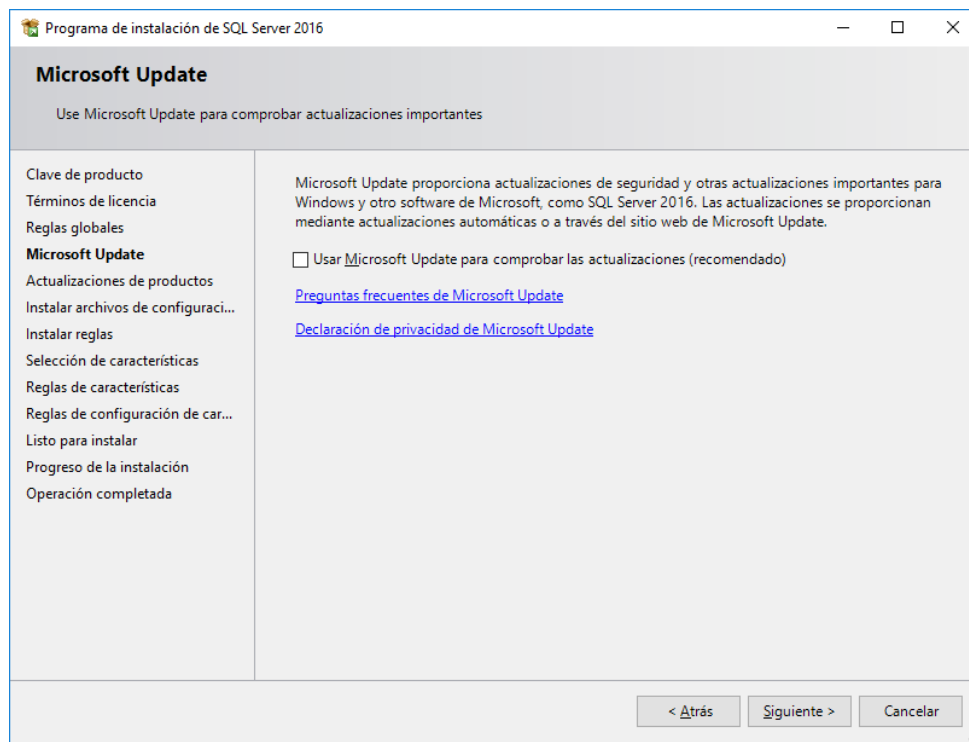 Programa de instalación de SQL Server 2016
Microsoft Update
Use Microsoft Update para comprobar actualizaciones importantes
Clave de producto
Términos de licencia
Reglas globales
Microsoft Update
Actualizaciones de productos
Instalar archivos de configuraci...
Instalar reglas
Selección de características
Reglas de características
Reglas de configuración de car...
Listo para instalar
Progreso de la instalación
Operación completada
Microsoft Update proporciona actualizaciones de seguridad y otras actualizaciones importantes para
Windows y otro software de Microsoft, como SQL Server 2016. Las actualizaciones se proporcionan
mediante actualizaciones automáticas o a través del sitio web de Microsoft Update.
Usar Microsoft Update para comprobar las actualizaciones (recomendado)
Preguntas frecuentes de Microsoft Update
Declaración de privacidad de Microsoft Update
< Atrás
Siguiente >
Cancelar